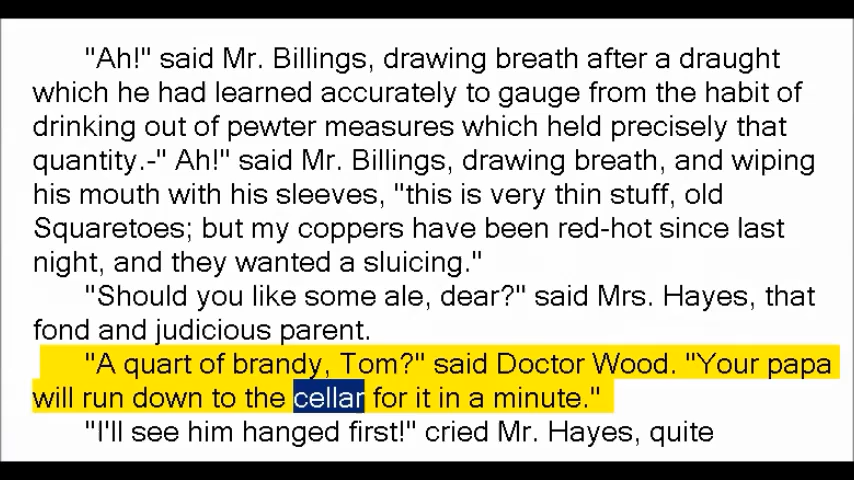 "Ah!" said Mr. Billings, drawing breath after a draught
which he had learned accurately to gauge from the habit of
drinking out of pewter measures which held precisely that
quantity.-" Ah!" said Mr. Billings, drawing breath, and wiping
his mouth with his sleeves, "this is very thin stuff, old
Squaretoes; but my coppers have been red-hot since last
night, and they wanted a sluicing."
"Should you like some ale, dear?" said Mrs. Hayes, that
fond and judicious parent.
"A quart of brandy, Tom?" said Doctor Wood. "Your papa
will run down to the cellar for it in a minute."
"I'll see him hanged first!" cried Mr. Hayes, quite